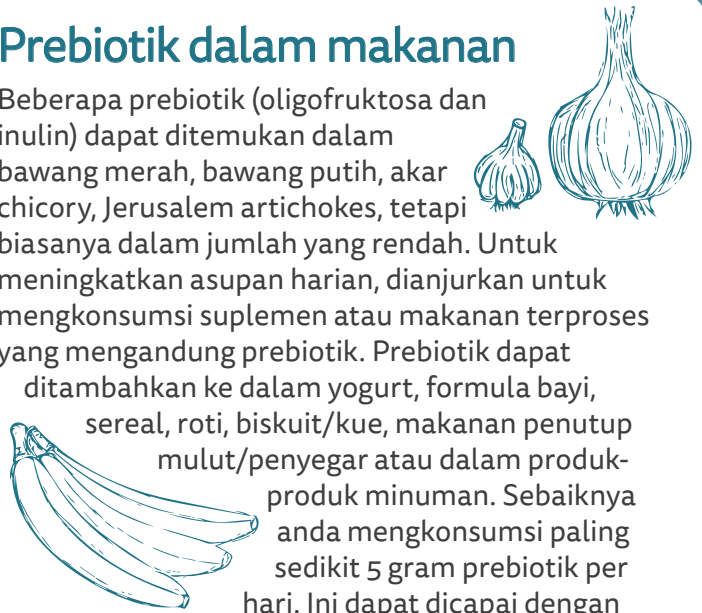 Prebiotik dalam makanan
Beberapa prebiotik (oligofruktosa dan
inulin) dapat ditemukan dalam
bawang merah, bawang putih, akar
chicory, Jerusalem artichokes, tetapi
biasanya dalam jumlah yang rendah. Untuk
meningkatkan asupan harian, dianjurkan untuk
mengkonsumsi suplemen atau makanan terproses
yang mengandung prebiotik. Prebiotik dapat
ditambahkan ke dalam yogurt, formula bayi,
sereal, roti, biskuit/kue, makanan penutup
mulut/penyegar atau dalam produk-
produk minuman. Sebaiknya
anda mengkonsumsi paling
sedikit 5 gram prebiotik per
hari. Ini dapat dicapai dengan